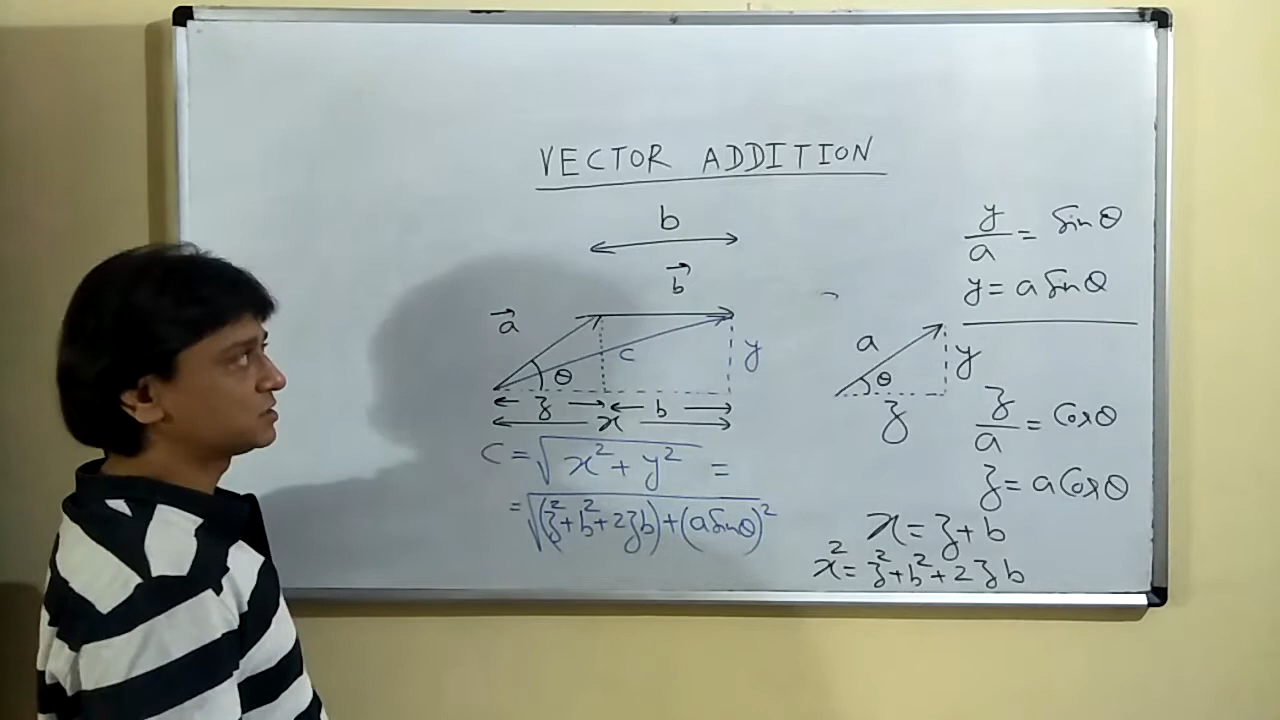 VECTOR ADDITION
b
b⃗
a⃗
c
θ
y
z
b
x
c = √(x² + y²) =
= √((z² + b² + 2zb) + (a Sinθ)²)
y/a = Sinθ
y = a Sinθ
a
θ
y
z
z/a = Cosθ
z = a Cosθ
x = z + b
x² = z² + b² + 2zb